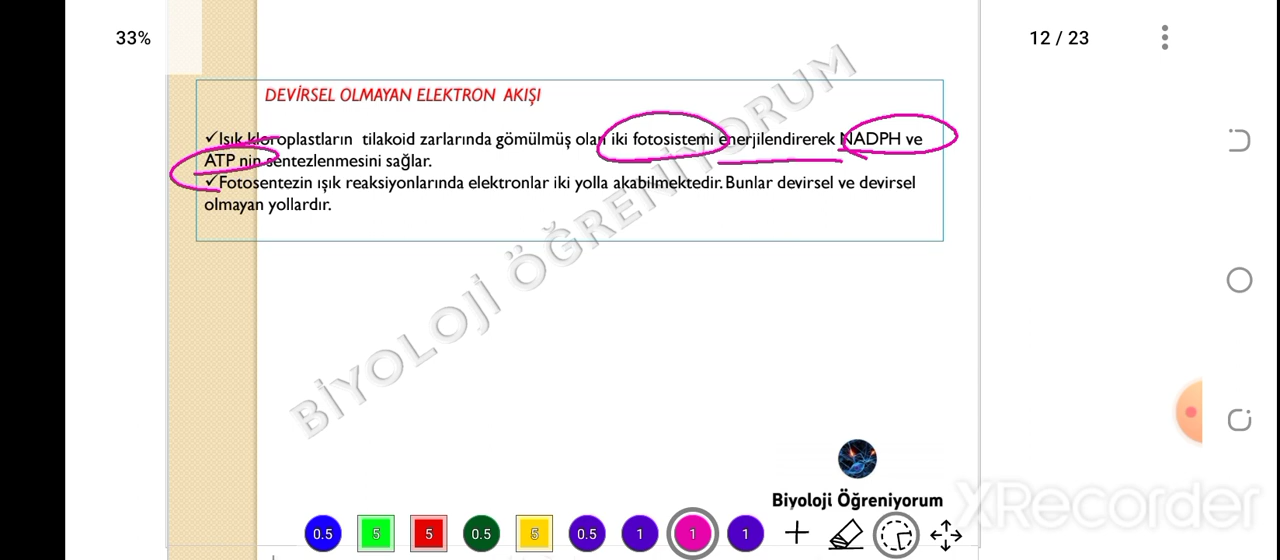 33%
12 / 23
DEVİRSEL OLMAYAN ELEKTRON AKIŞI
✓Işık kloroplastların tilakoid zarlarında gömülmüş olan iki fotosistemi enerjilendirerek NADPH ve
ATP nin sentezlenmesini sağlar.
✓Fotosentezin ışık reaksiyonlarında elektronlar iki yolla akabilmektedir. Bunlar devirsel ve devirsel
olmayan yollardır.
BİYOLOJİ ÖĞRENİYORUM
Biyoloji Öğreniyorum
XRecorder
0.5 5 5 0.5 5 0.5 1 1 1